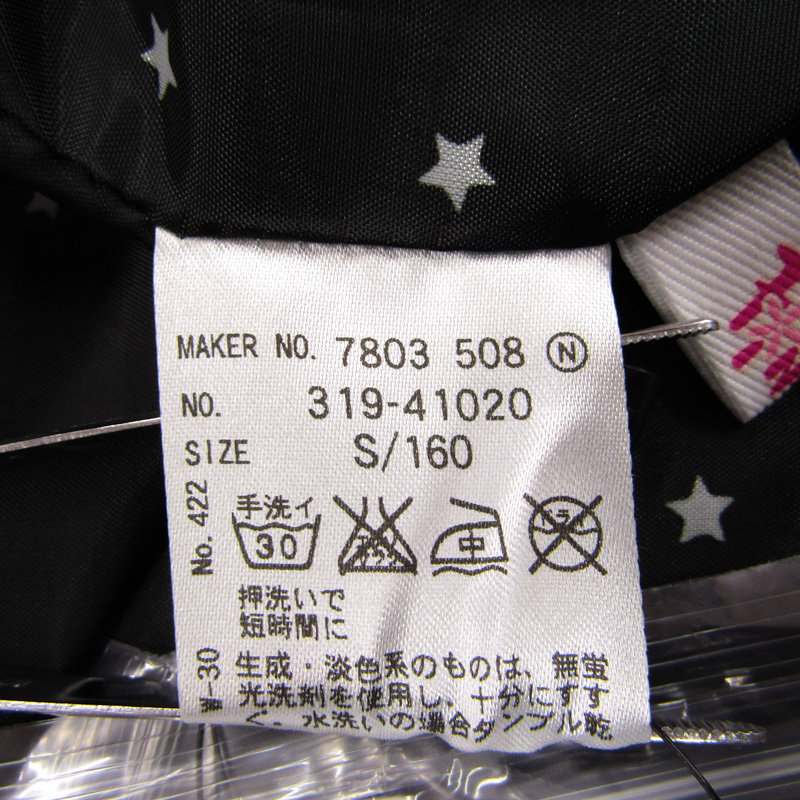 MAKER NO. 7803 508 Ⓝ
NO. 319-41020
SIZE S/160
No. 422
手洗イ
30
中
押洗いで
短時間に
W-30
生成・淡色系のものは、無蛍
光洗剤を使用し、十分にすす
ぐ。水洗いの場合タンブル乾